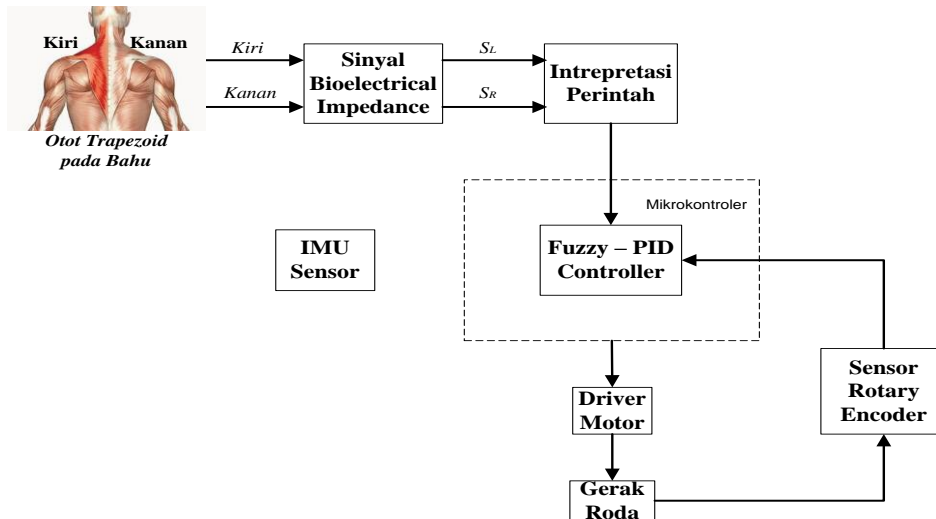 Kiri Kanan
Otot Trapezoid
pada Bahu
Kiri
Kanan
Sinyal
Bioelectrical
Impedance
SL
SR
Intrepretasi
Perintah
Mikrokontroler
IMU
Sensor
Fuzzy – PID
Controller
Sensor
Rotary
Encoder
Driver
Motor
Gerak
Roda